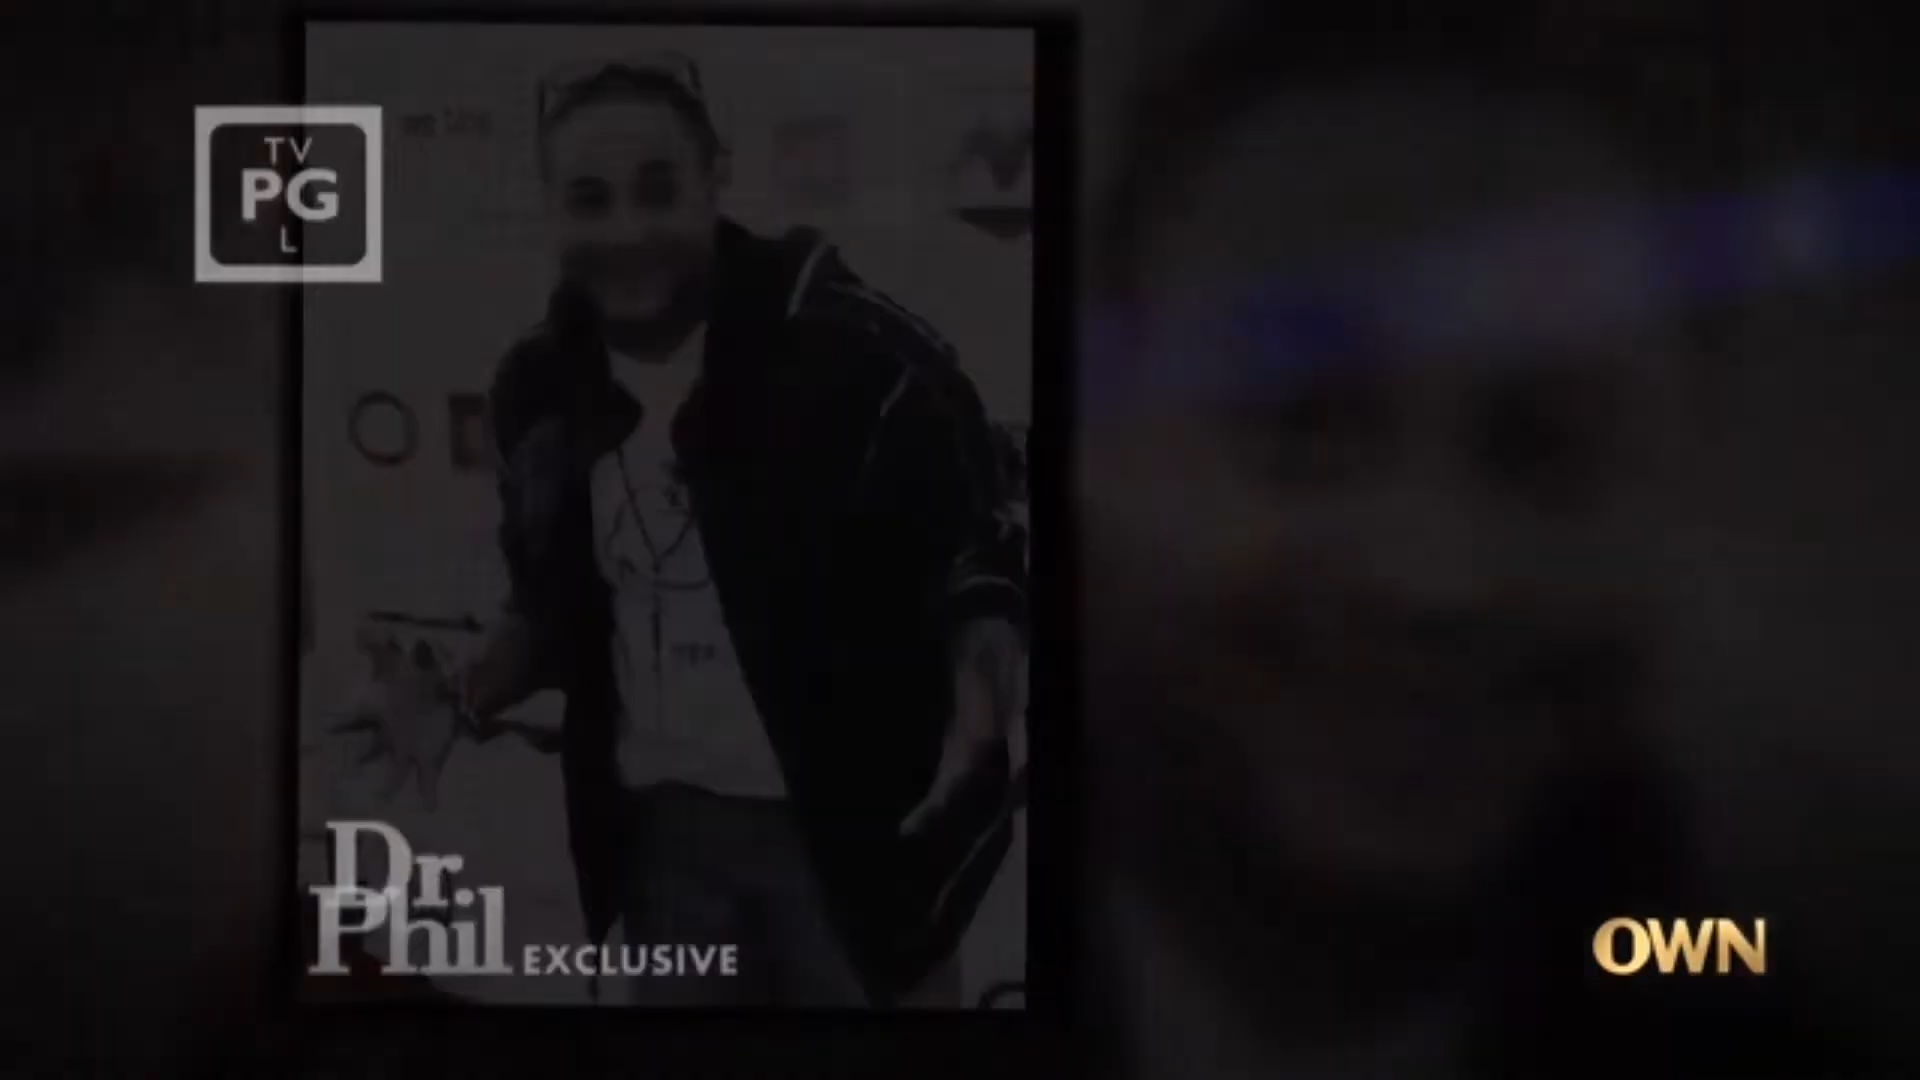 TV
PG
L
Dr.
Phil EXCLUSIVE
OWN